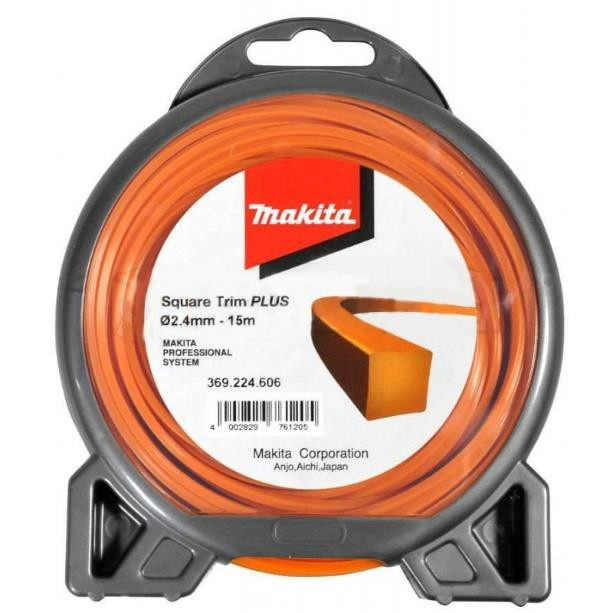 makita
Square Trim PLUS
Ø2.4mm - 15m
MAKITA
PROFESSIONAL
SYSTEM
369.224.606
4 002829 761205
Makita Corporation
Anjo,Aichi,Japan